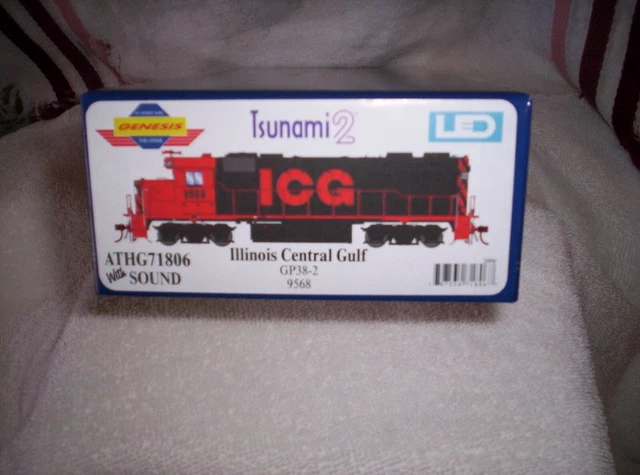 GENESIS
Tsunami2
LED
ICG
ATHG71806
With SOUND
Illinois Central Gulf
GP38-2
9568